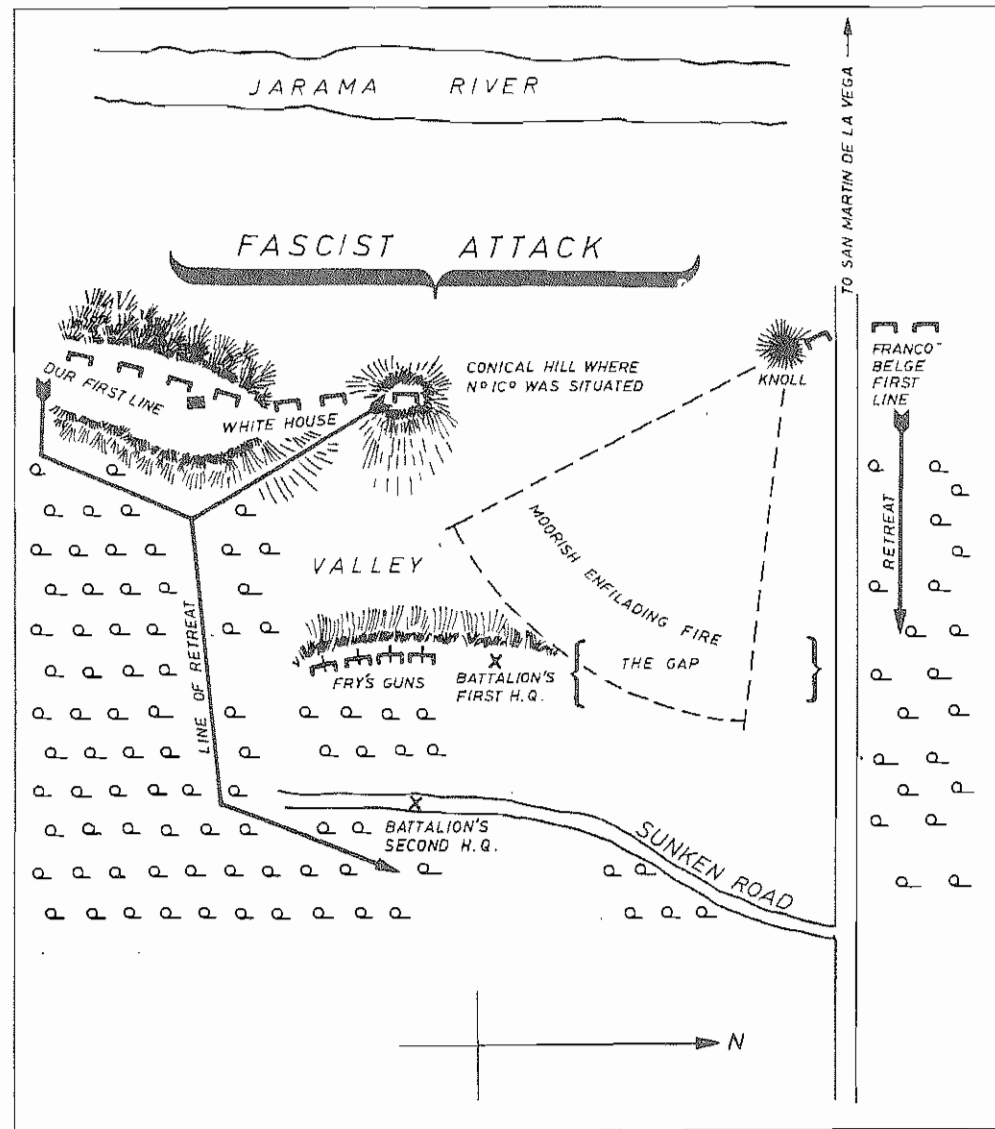 JARAMA RIVER
TO SAN MARTIN DE LA VEGA
FASCIST ATTACK
OUR FIRST LINE
WHITE HOUSE
CONICAL HILL WHERE
Nº 1Cº WAS SITUATED
KNOLL
FRANCO-
BELGE
FIRST
LINE
RETREAT
VALLEY
MOORISH ENFILADING FIRE
THE GAP
FRY'S GUNS
BATTALION'S
FIRST H.Q.
LINE OF RETREAT
BATTALION'S
SECOND H.Q.
SUNKEN ROAD
N